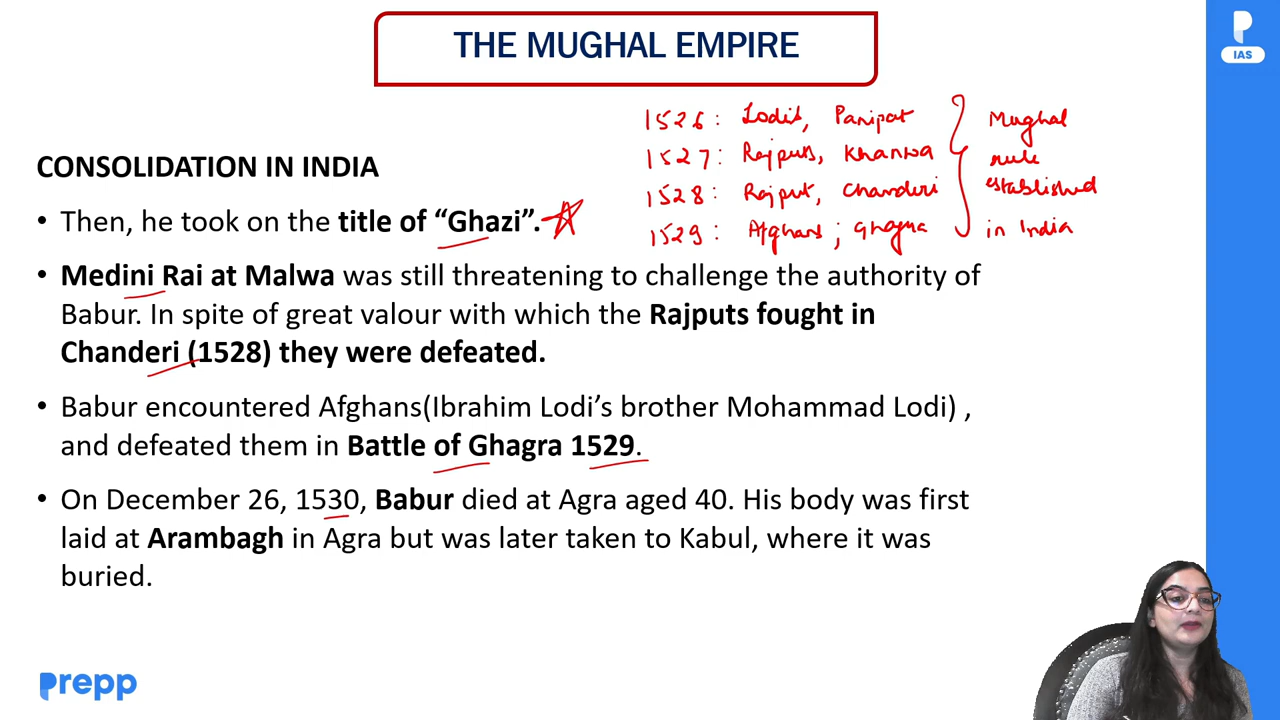 THE MUGHAL EMPIRE
P
IAS
1526: Lodis, Panipat
1527: Rajputs, Khanwa
1528: Rajput, Chanderi
1529: Afghans; Ghagra
Mughal
rule
established
in India
CONSOLIDATION IN INDIA
• Then, he took on the title of “Ghazi”.
• Medini Rai at Malwa was still threatening to challenge the authority of
Babur. In spite of great valour with which the Rajputs fought in
Chanderi (1528) they were defeated.
• Babur encountered Afghans(Ibrahim Lodi’s brother Mohammad Lodi) ,
and defeated them in Battle of Ghagra 1529.
• On December 26, 1530, Babur died at Agra aged 40. His body was first
laid at Arambagh in Agra but was later taken to Kabul, where it was
buried.
prepp